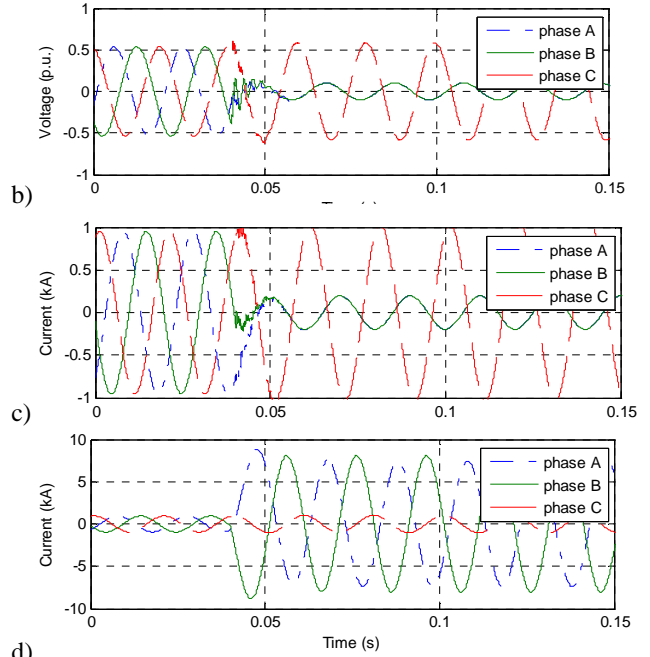 1
0.5
0
-0.5
-1
Voltage (p.u.)
phase A
phase B
phase C
0
0.05
0.1
0.15
b)
1
0.5
0
-0.5
-1
Current (kA)
phase A
phase B
phase C
0
0.05
0.1
0.15
c)
10
5
0
-5
-10
Current (kA)
phase A
phase B
phase C
0
0.05
0.1
0.15
Time (s)
d)